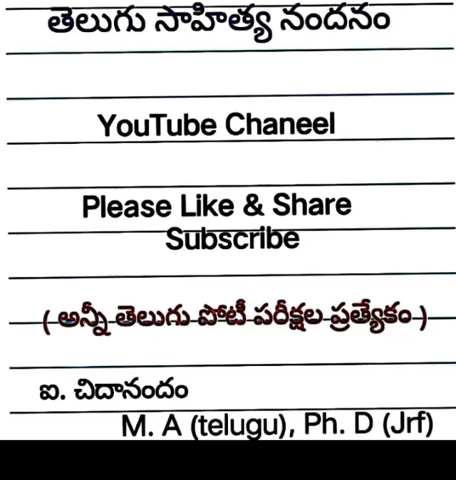 తెలుగు సాహిత్య నందనం
YouTube Chaneel
Please Like & Share
Subscribe
( అన్నీ తెలుగు పోటీ పరీక్షల ప్రత్యేకం )
ఐ. చిదానందం
M. A (telugu), Ph. D (Jrf)